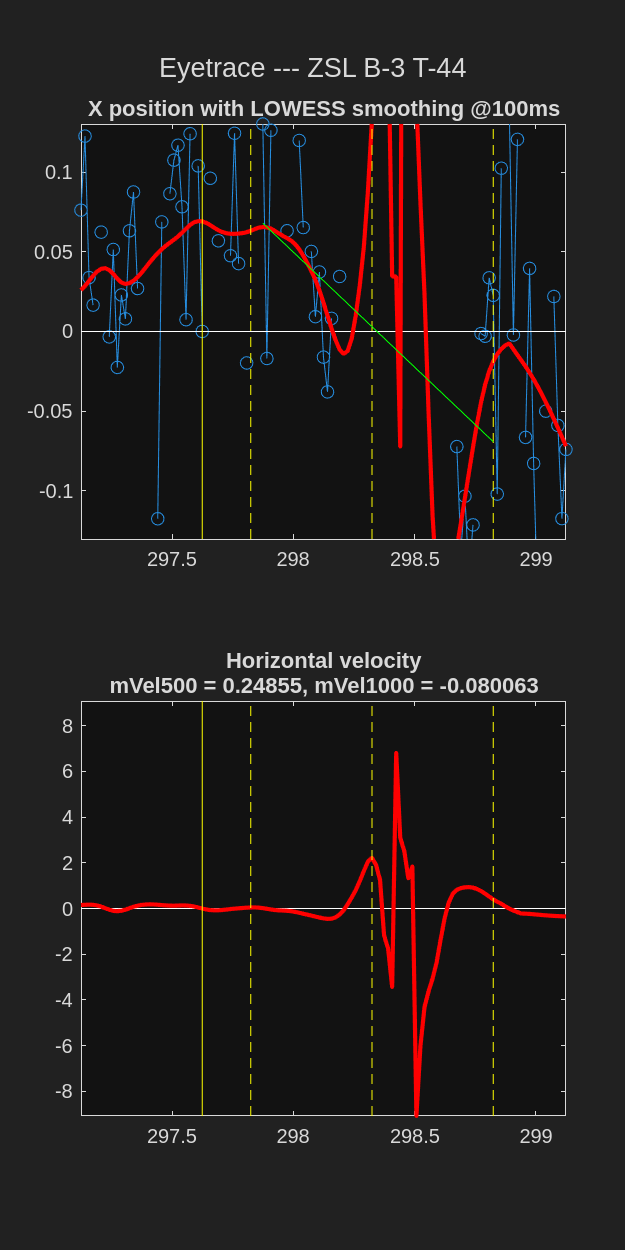 Eyetrace --- ZSL B-3 T-44
X position with LOWESS smoothing @100ms
0.1
0.05
0
-0.05
-0.1
297.5 298 298.5 299
Horizontal velocity
mVel500 = 0.24855, mVel1000 = -0.080063
8
6
4
2
0
-2
-4
-6
-8
297.5 298 298.5 299